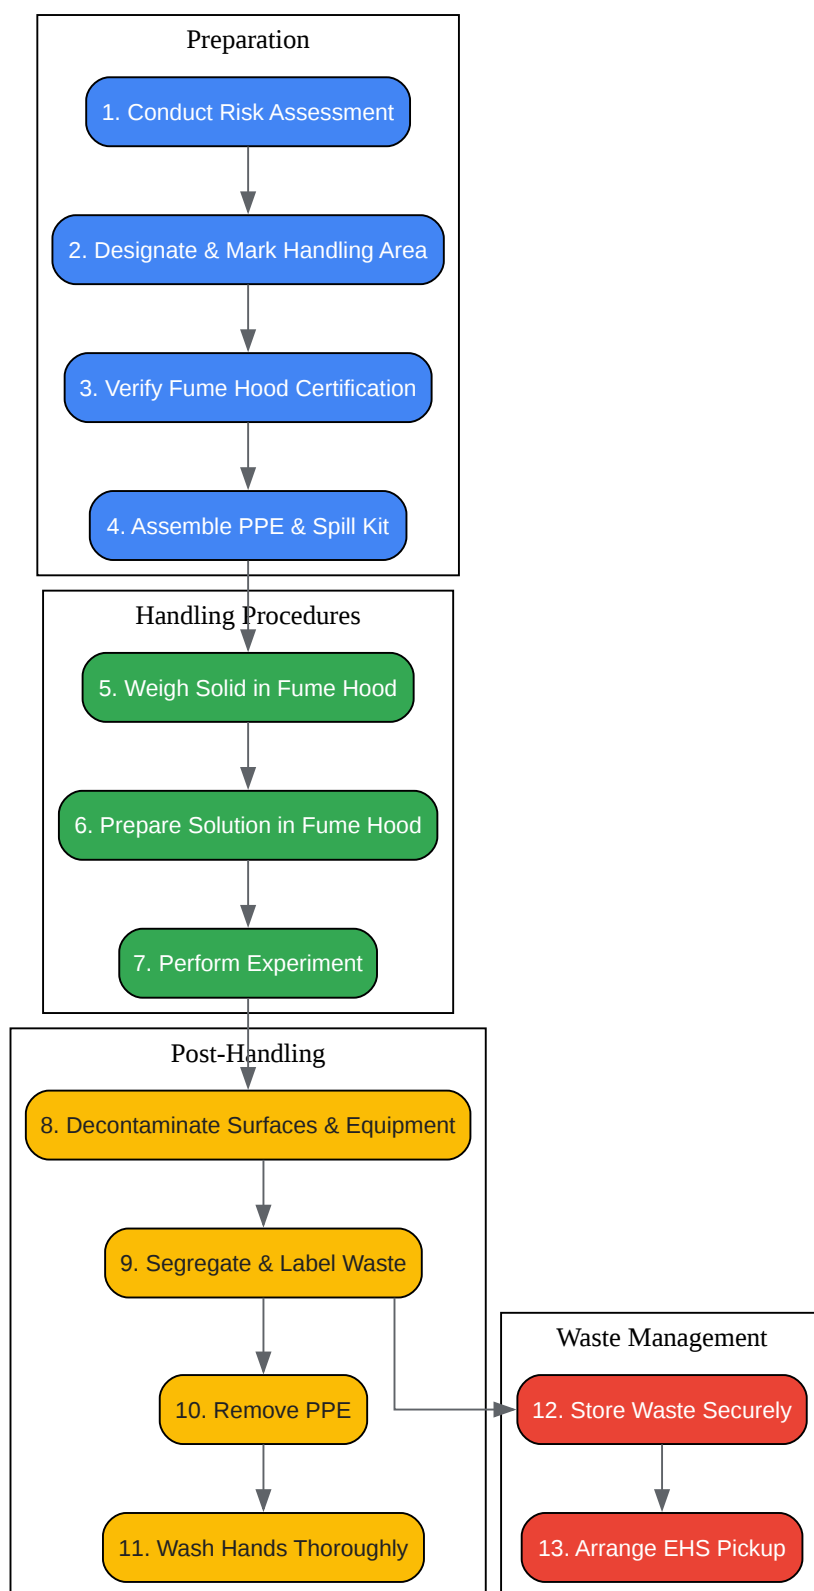 Preparation
1. Conduct Risk Assessment
2. Designate & Mark Handling Area
3. Verify Fume Hood Certification
4. Assemble PPE & Spill Kit
Handling Procedures
5. Weigh Solid in Fume Hood
6. Prepare Solution in Fume Hood
7. Perform Experiment
Post-Handling
8. Decontaminate Surfaces & Equipment
9. Segregate & Label Waste
10. Remove PPE
11. Wash Hands Thoroughly
Waste Management
12. Store Waste Securely
13. Arrange EHS Pickup